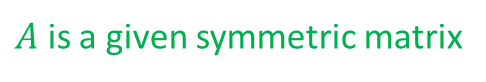 A is a given symmetric matrix